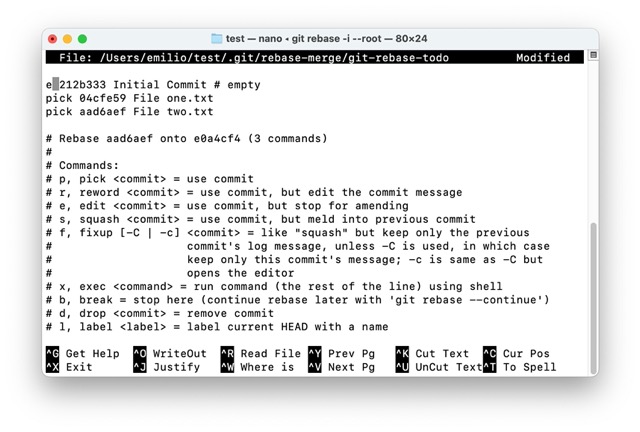 test — nano ◂ git rebase -i --root — 80×24
File: /Users/emilio/test/.git/rebase-merge/git-rebase-todo Modified
e 212b333 Initial Commit # empty
pick 04cfe59 File one.txt
pick aad6aef File two.txt
# Rebase aad6aef onto e0a4cf4 (3 commands)
#
# Commands:
# p, pick <commit> = use commit
# r, reword <commit> = use commit, but edit the commit message
# e, edit <commit> = use commit, but stop for amending
# s, squash <commit> = use commit, but meld into previous commit
# f, fixup [-C | -c] <commit> = like "squash" but keep only the previous
# commit's log message, unless -C is used, in which case
# keep only this commit's message; -c is same as -C but
# opens the editor
# x, exec <command> = run command (the rest of the line) using shell
# b, break = stop here (continue rebase later with 'git rebase --continue')
# d, drop <commit> = remove commit
# l, label <label> = label current HEAD with a name
^G Get Help ^O WriteOut ^R Read File ^Y Prev Pg ^K Cut Text ^C Cur Pos
^X Exit ^J Justify ^W Where is ^V Next Pg ^U UnCut Text ^T To Spell